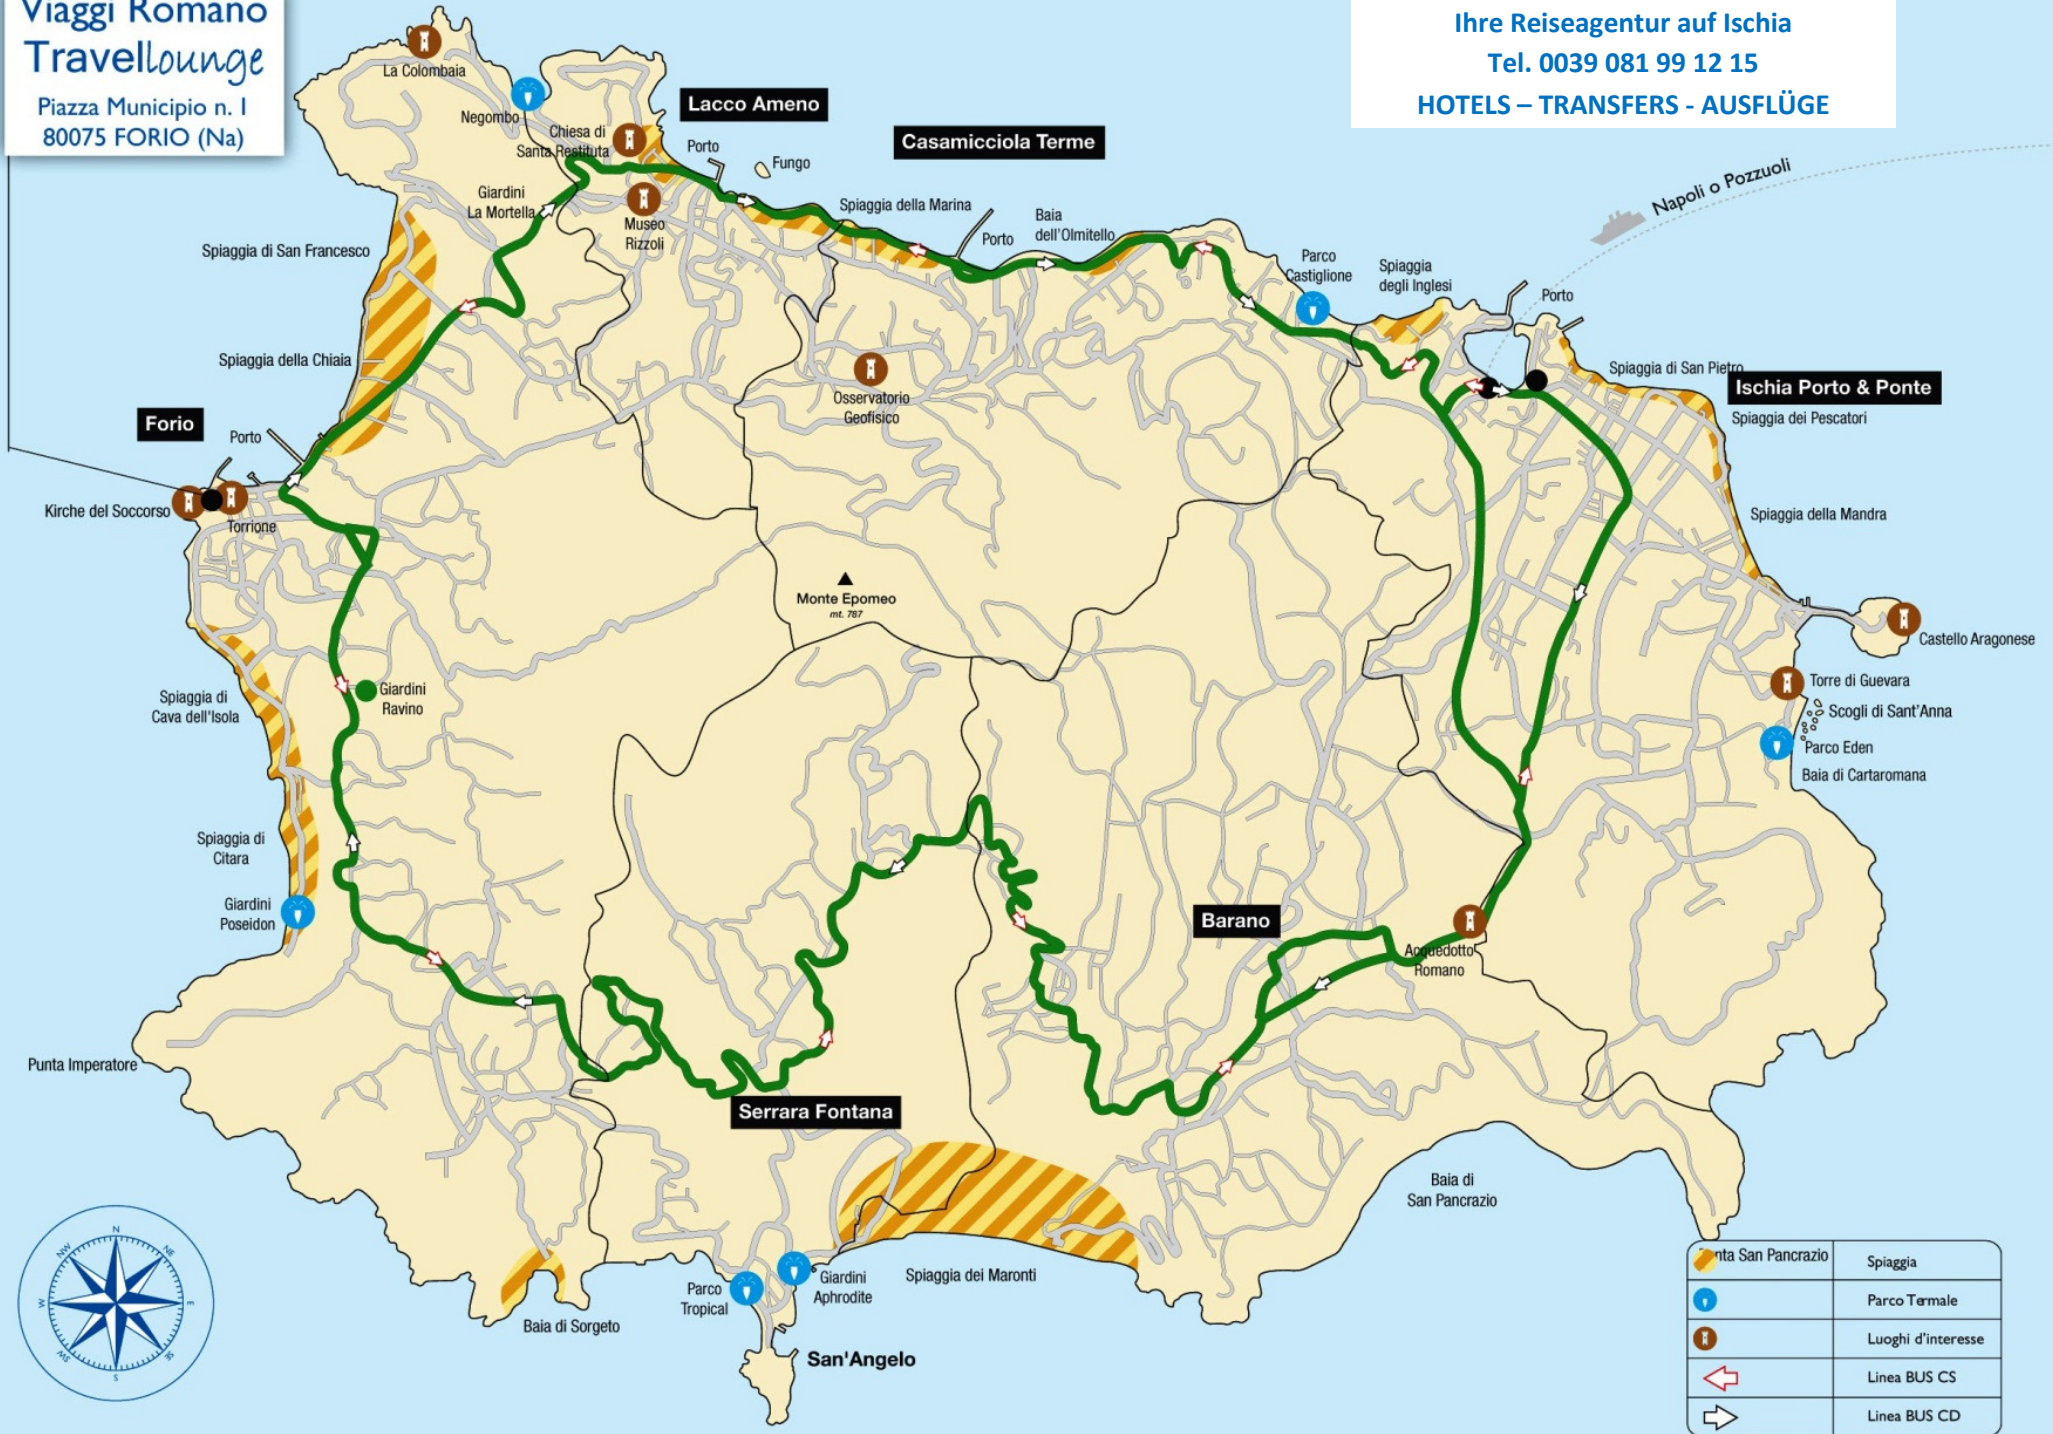 Viaggi Romano
Travellounge
Piazza Municipio n. 1
80075 FORIO (Na)
Ihre Reiseagentur auf Ischia
Tel. 0039 081 99 12 15
HOTELS – TRANSFERS - AUSFLÜGE
La Colombaia
Negombo
Chiesa di
Santa Restituta
Lacco Ameno
Porto
Fungo
Casamicciola Terme
Giardini
La Mortella
Museo
Rizzoli
Spiaggia della Marina
Porto
Baia
dell'Olmitello
Napoli o Pozzuoli
Spiaggia di San Francesco
Parco
Castiglione
Spiaggia
degli Inglesi
Porto
Spiaggia della Chiaia
Osservatorio
Geofisico
Spiaggia di San Pietro
Ischia Porto & Ponte
Spiaggia dei Pescatori
Forio
Porto
Kirche del Soccorso
Torrione
Spiaggia della Mandra
Monte Epomeo
mt. 787
Castello Aragonese
Giardini
Ravino
Spiaggia di
Cava dell'Isola
Torre di Guevara
Scogli di Sant'Anna
Parco Eden
Baia di Cartaromana
Spiaggia di
Citara
Giardini
Poseidon
Barano
Acquedotto
Romano
Punta Imperatore
Serrara Fontana
Baia di
San Pancrazio
Spiaggia dei Maronti
Giardini
Aphrodite
Parco
Tropical
Baia di Sorgeto
San'Angelo
N
NE
E
SE
S
SW
W
NW
nta San Pancrazio
Spiaggia
Parco Termale
Luoghi d'interesse
Linea BUS CS
Linea BUS CD